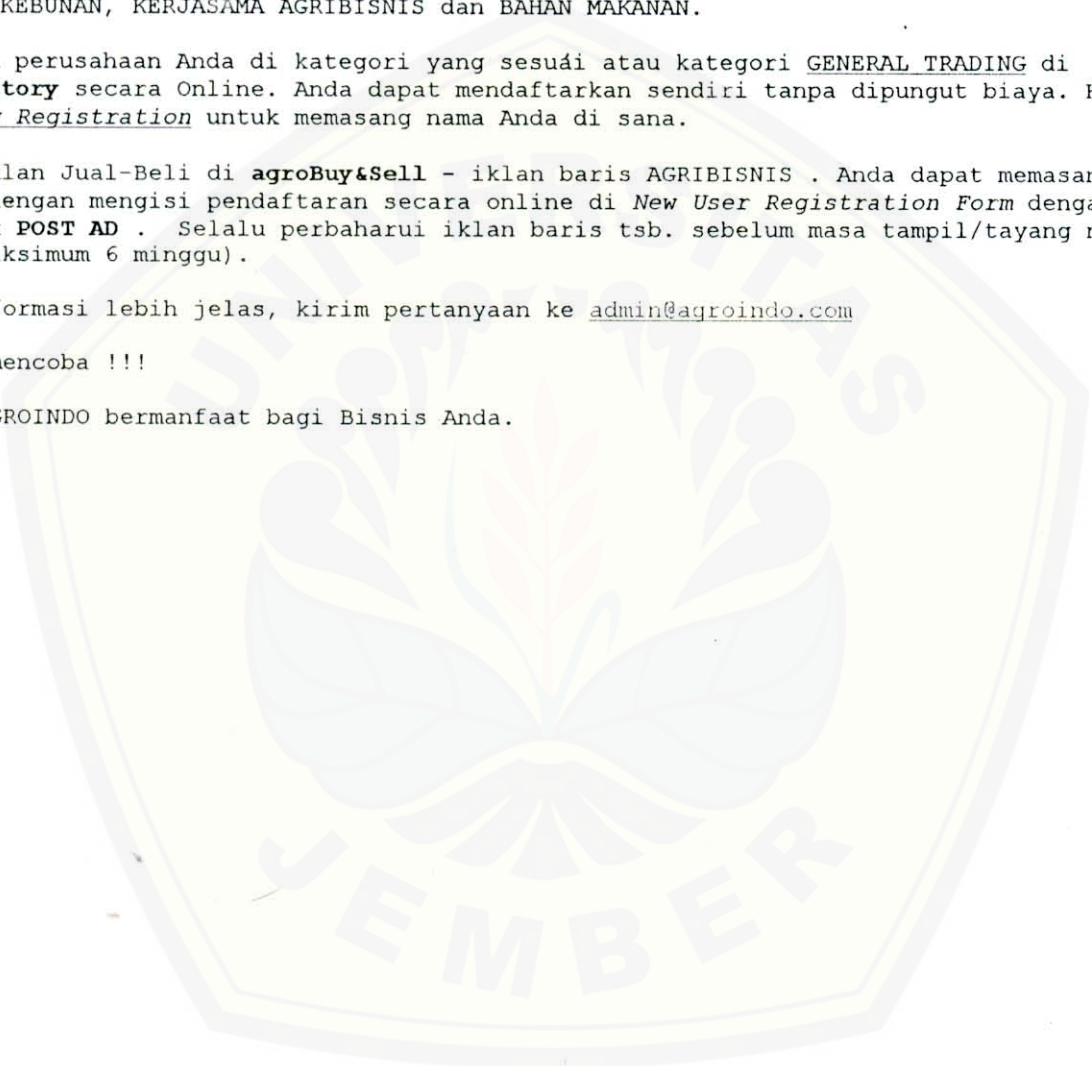 KEBUNAN, KERJASAMA AGRIBISNIS dan BAHAN MAKANAN.
perusahaan Anda di kategori yang sesuai atau kategori GENERAL TRADING di
tory secara Online. Anda dapat mendaftarkan sendiri tanpa dipungut biaya.
Registration untuk memasang nama Anda di sana.
lan Jual-Beli di agroBuy&Sell - iklan baris AGRIBISNIS . Anda dapat memasan
engan mengisi pendaftaran secara online di New User Registration Form denga
POST AD . Selalu perbaharui iklan baris tsb. sebelum masa tampil/tayang
ksimum 6 minggu).
ormasi lebih jelas, kirim pertanyaan ke admin@agroindo.com
encoba !!!
GROINDO bermanfaat bagi Bisnis Anda.
UNIVERSITAS
JEMBER